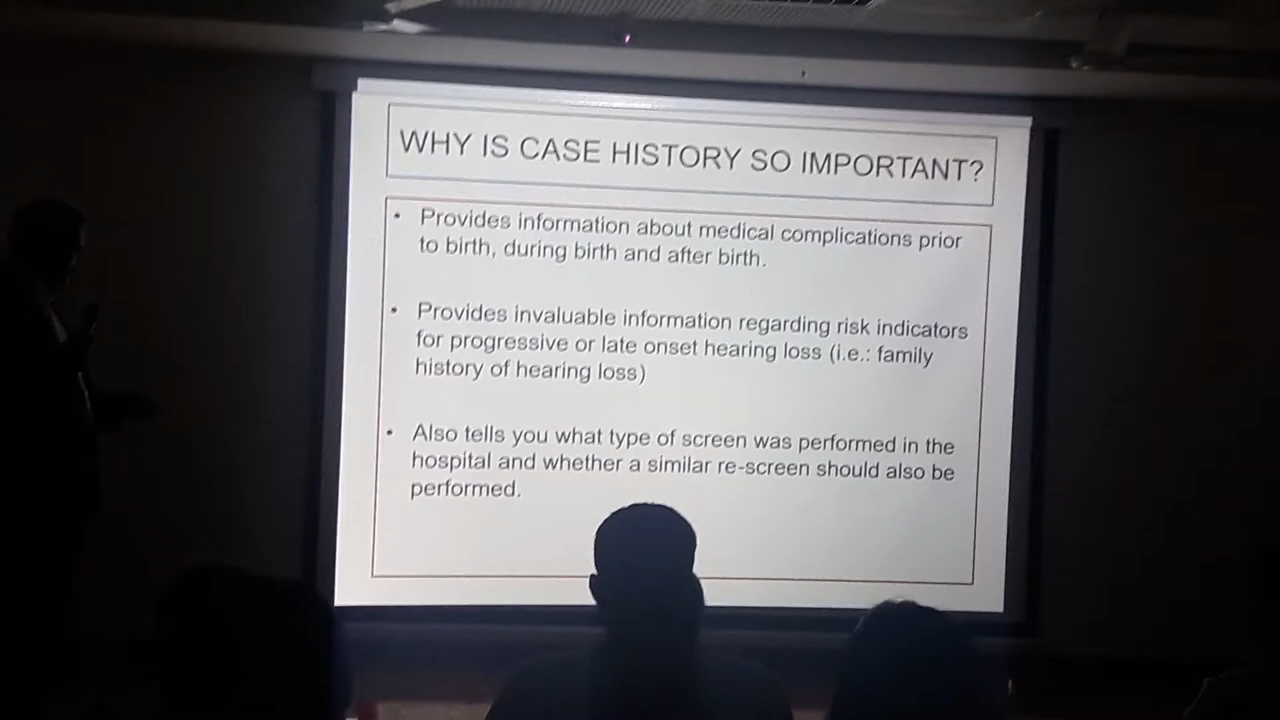 WHY IS CASE HISTORY SO IMPORTANT?
• Provides information about medical complications prior
to birth, during birth and after birth.
• Provides invaluable information regarding risk indicators
for progressive or late onset hearing loss (i.e.: family
history of hearing loss)
• Also tells you what type of screen was performed in the
hospital and whether a similar re-screen should also be
performed.